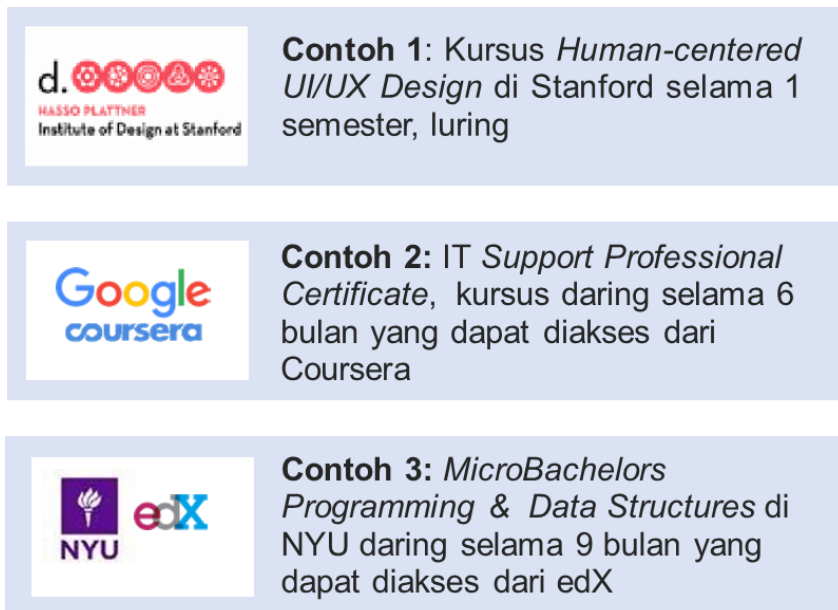 d.
HASSO PLATTNER
Institute of Design at Stanford
Contoh 1: Kursus Human-centered
UI/UX Design di Stanford selama 1
semester, luring
Google
coursera
Contoh 2: IT Support Professional
Certificate, kursus daring selama 6
bulan yang dapat diakses dari
Coursera
NYU
edX
Contoh 3: MicroBachelors
Programming & Data Structures di
NYU daring selama 9 bulan yang
dapat diakses dari edX